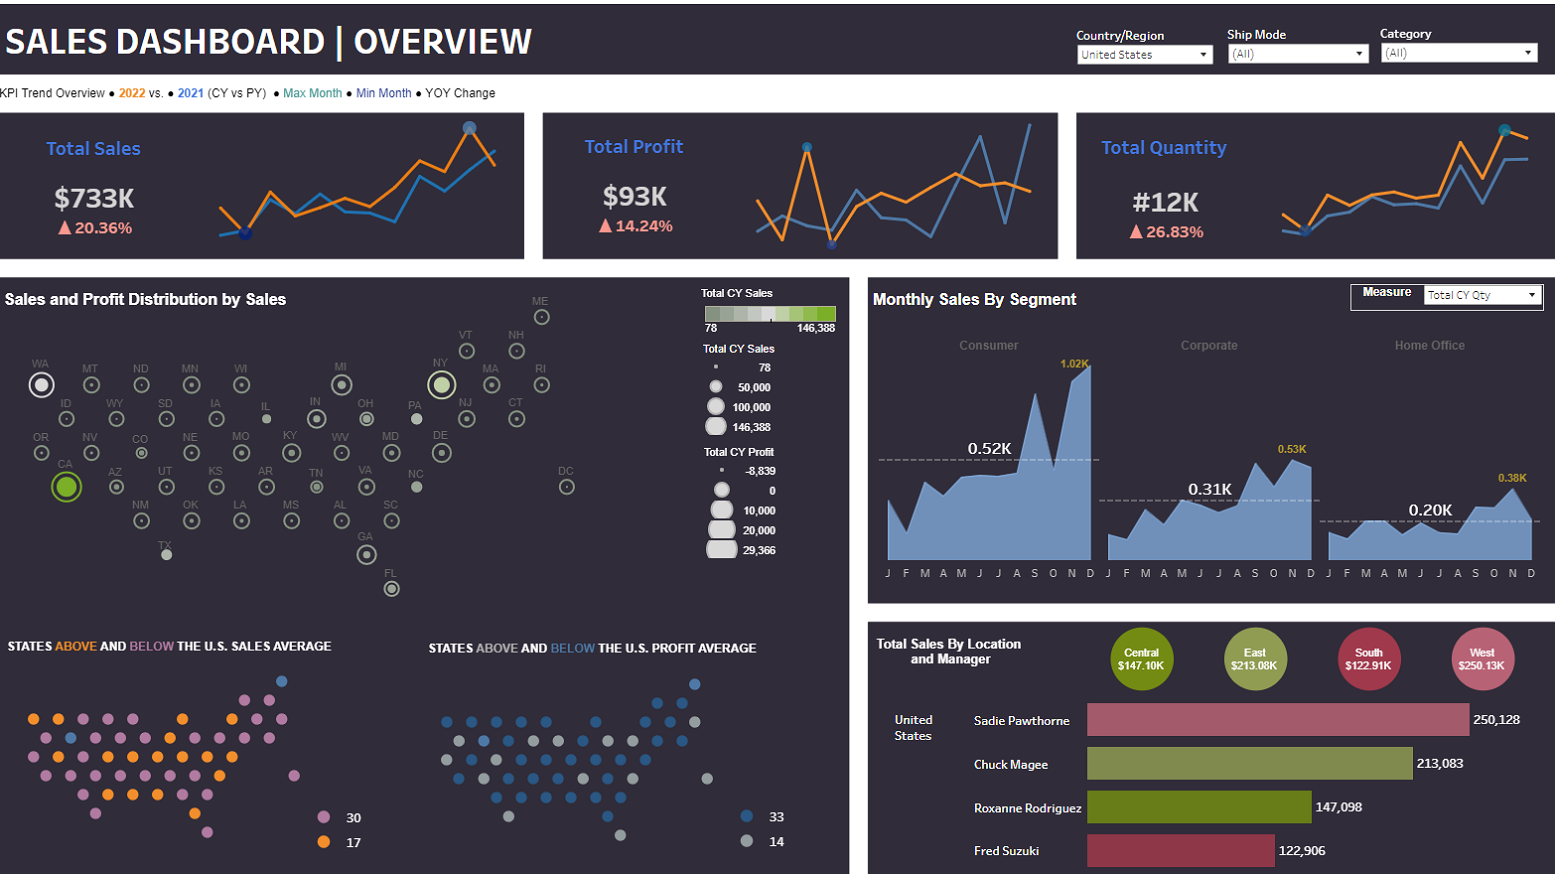 SALES DASHBOARD | OVERVIEW
Country/Region
Ship Mode
Category
United States
(All)
(All)
KPI Trend Overview ● 2022 vs. ● 2021 (CY vs PY) ● Max Month ● Min Month ● YOY Change
Total Sales
$733K
▲ 20.36%
Total Profit
$93K
▲ 14.24%
Total Quantity
#12K
▲ 26.83%
Sales and Profit Distribution by Sales
ME
VT NH
WA MT ND MN WI MI NY MA RI
ID WY SD IA IL IN OH PA NJ CT
OR NV CO NE MO KY WV MD DE
CA AZ UT KS AR TN VA NC DC
NM OK LA MS AL SC
TX GA
FL
Total CY Sales
78 146,388
Total CY Sales
78
50,000
100,000
146,388
Total CY Profit
-8,839
0
10,000
20,000
29,366
STATES ABOVE AND BELOW THE U.S. SALES AVERAGE
30
17
STATES ABOVE AND BELOW THE U.S. PROFIT AVERAGE
33
14
Monthly Sales By Segment
Measure
Total CY Qty
Consumer
Corporate
Home Office
1.02K
0.52K
0.53K
0.31K
0.38K
0.20K
J F M A M J J A S O N D
J F M A M J J A S O N D
J F M A M J J A S O N D
Total Sales By Location
and Manager
Central
$147.10K
East
$213.08K
South
$122.91K
West
$250.13K
United
States
Sadie Pawthorne 250,128
Chuck Magee 213,083
Roxanne Rodriguez 147,098
Fred Suzuki 122,906